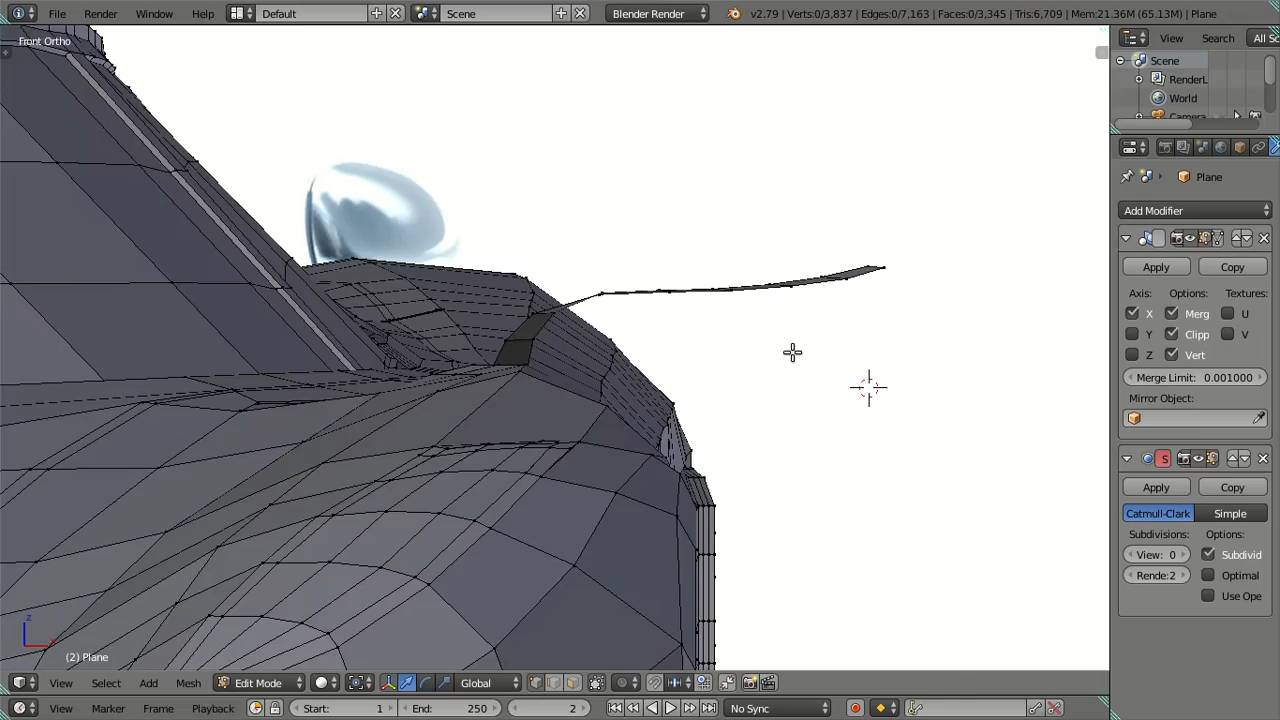 File Render Window Help Default Scene Blender Render v2.79 | Verts:0/3,837 | Edges:0/7,163 | Faces:0/3,345 | Tris:6,709 | Mem:21.36M (65.13M) | Plane
Front Ortho
View Search All Sc
Scene
RenderL
World
Camera
Plane
Add Modifier
Apply Copy
Axis: Options: Textures:
X Merg U
Y Clipp V
Z Vert
Merge Limit: 0.001000
Mirror Object:
S
Apply Copy
Catmull-Clark Simple
Subdivisions: Options:
View: 0 Subdivid
Rende:2 Optimal
Use Ope
z
(2) Plane
View Select Add Mesh Edit Mode Global
View Marker Frame Playback Start: 1 End: 250 2 No Sync